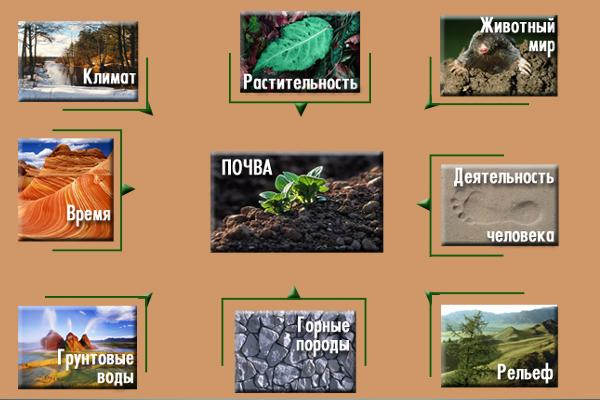 Климат
Растительность
Животный
мир
Время
ПОЧВА
Деятельность
человека
Грунтовые
воды
Горные
породы
Рельеф